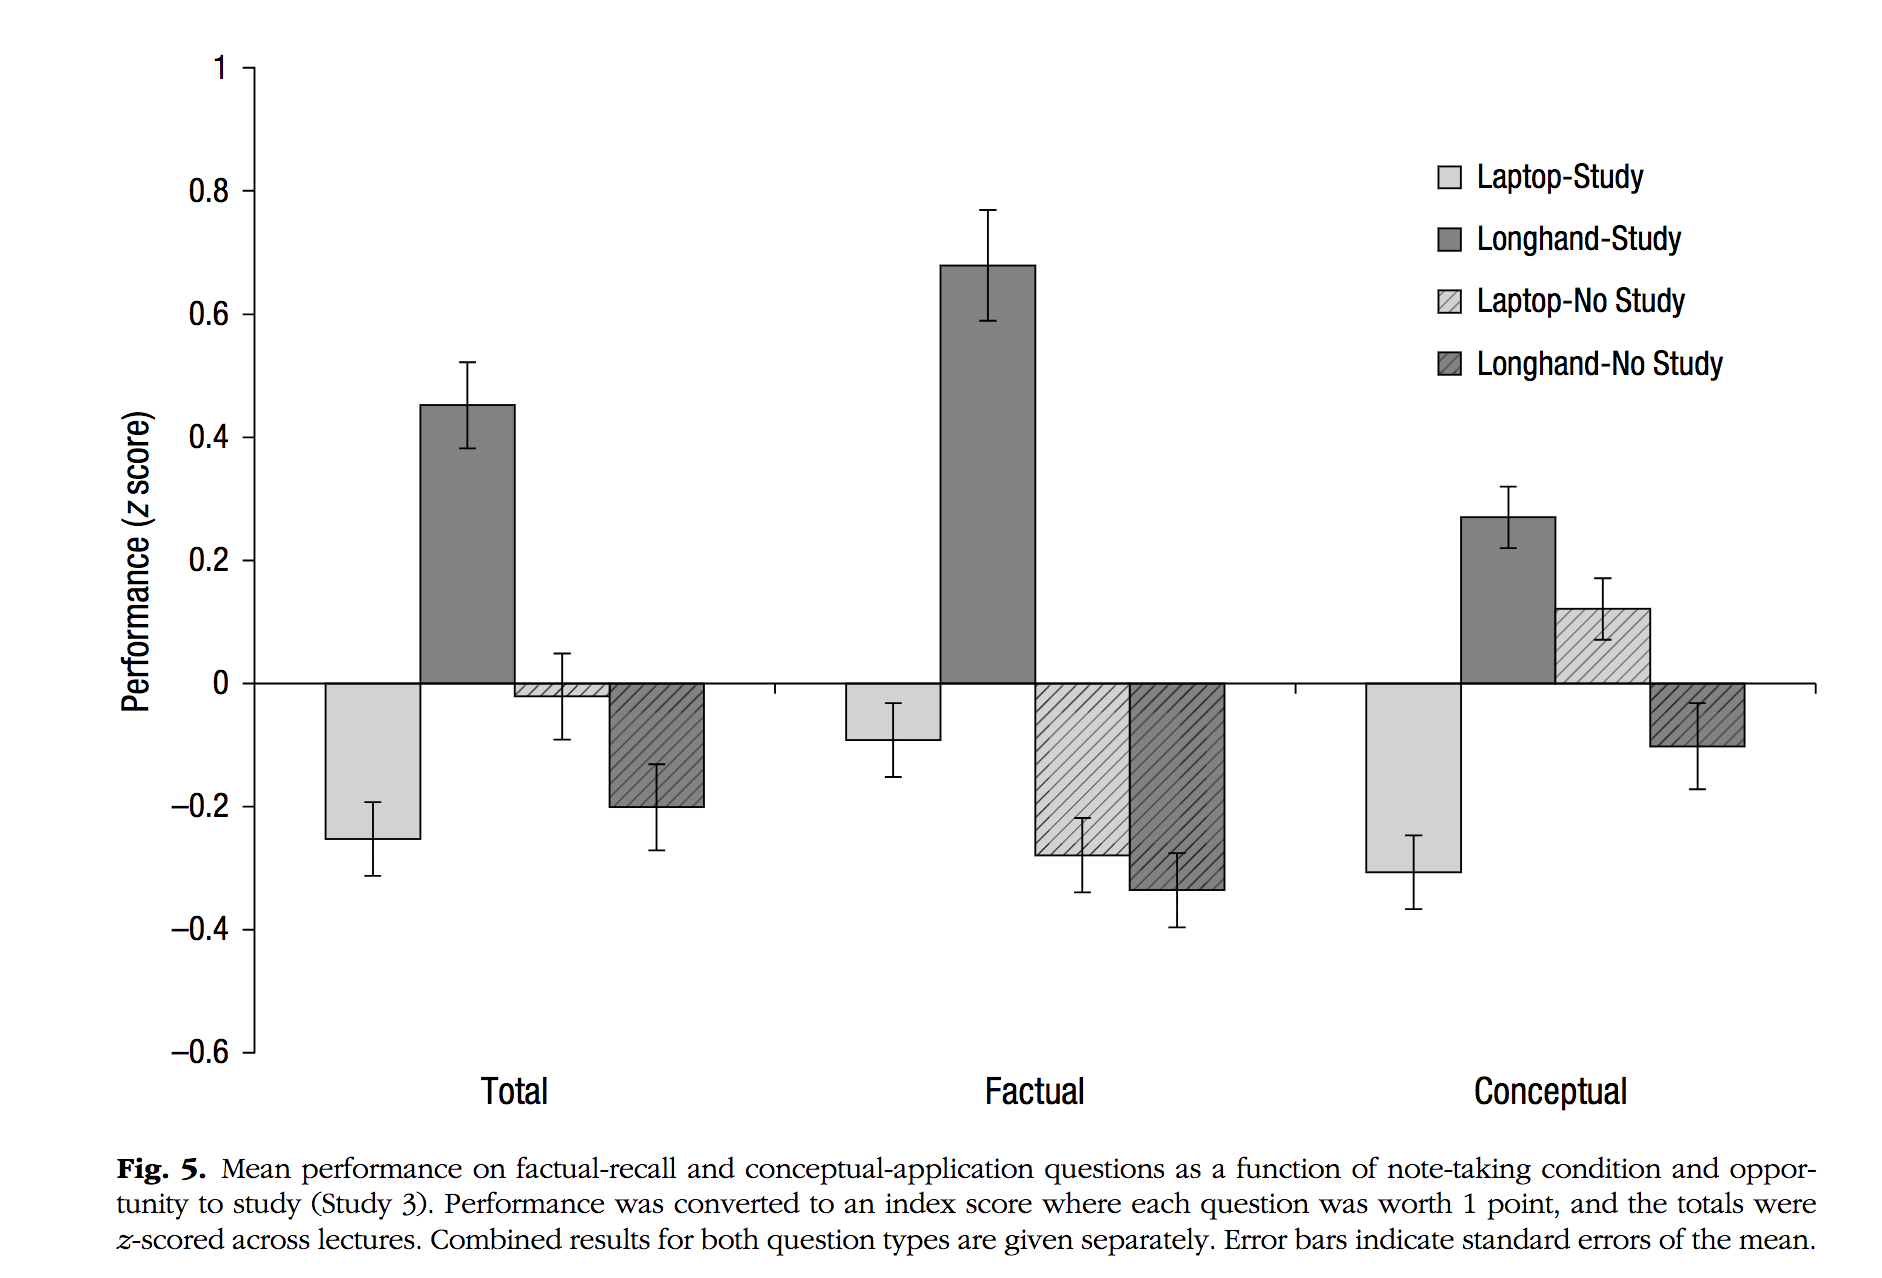 1
0.8
0.6
0.4
0.2
0
–0.2
–0.4
–0.6
Performance (z score)
Laptop-Study
Longhand-Study
Laptop-No Study
Longhand-No Study
Total
Factual
Conceptual
Fig. 5. Mean performance on factual-recall and conceptual-application questions as a function of note-taking condition and oppor-
tunity to study (Study 3). Performance was converted to an index score where each question was worth 1 point, and the totals were
z-scored across lectures. Combined results for both question types are given separately. Error bars indicate standard errors of the mean.